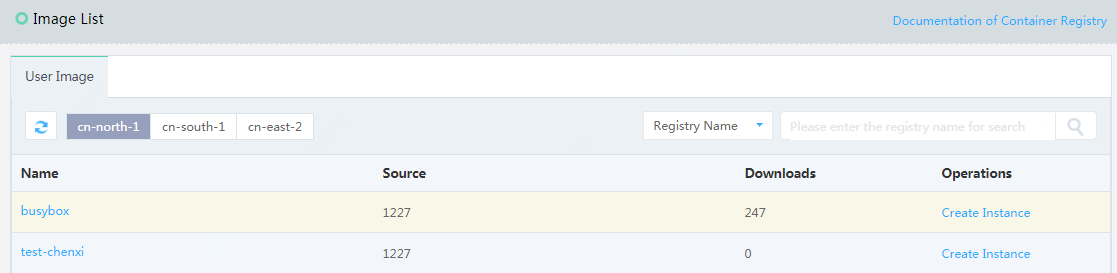 Image List
Documentation of Container Registry
User Image
cn-north-1 cn-south-1 cn-east-2 Registry Name Please enter the registry name for search
Name Source Downloads Operations
busybox 1227 247 Create Instance
test-chenxi 1227 0 Create Instance